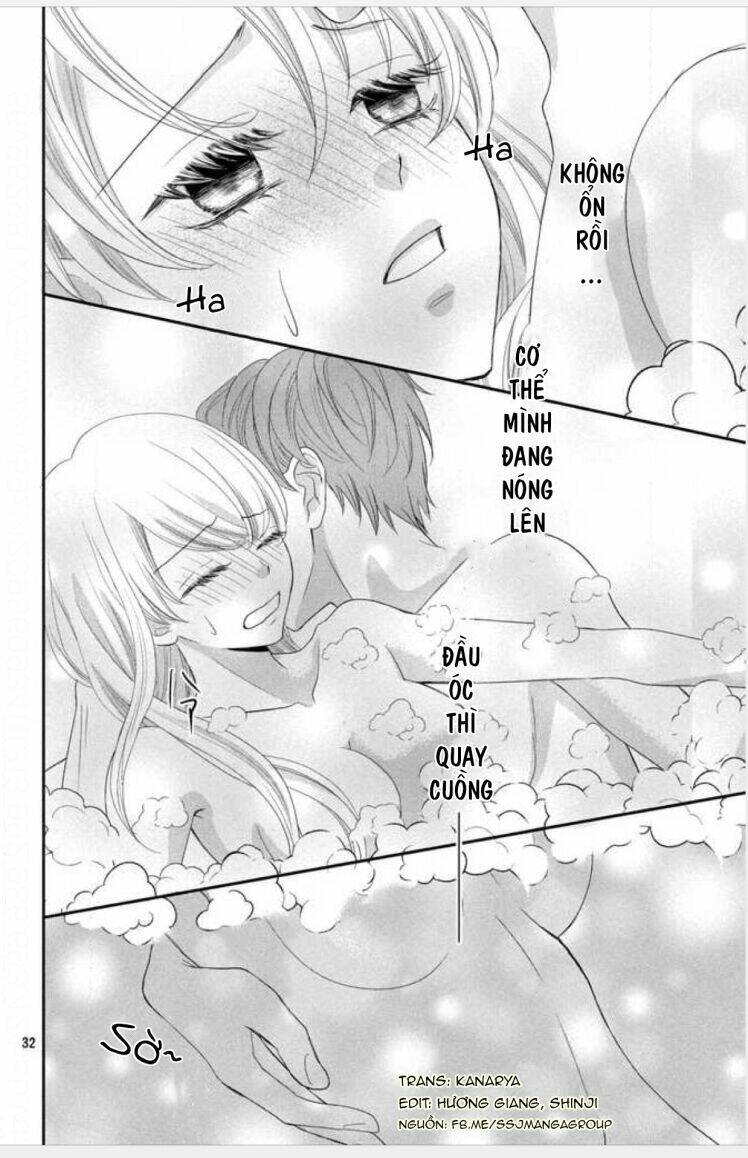 Ha
KHÔNG
ỔN
RỒI
...
Ha
CƠ
THỂ
MÌNH
ĐANG
NÓNG
LÊN
ĐẦU
ÓC
THÌ
QUAY
CUỒNG
SỜ~
32
TRANS: KANARYA
EDIT: HƯƠNG GIANG, SHINJI
NGUỒN: FB.ME/SSJMANGAGROUP